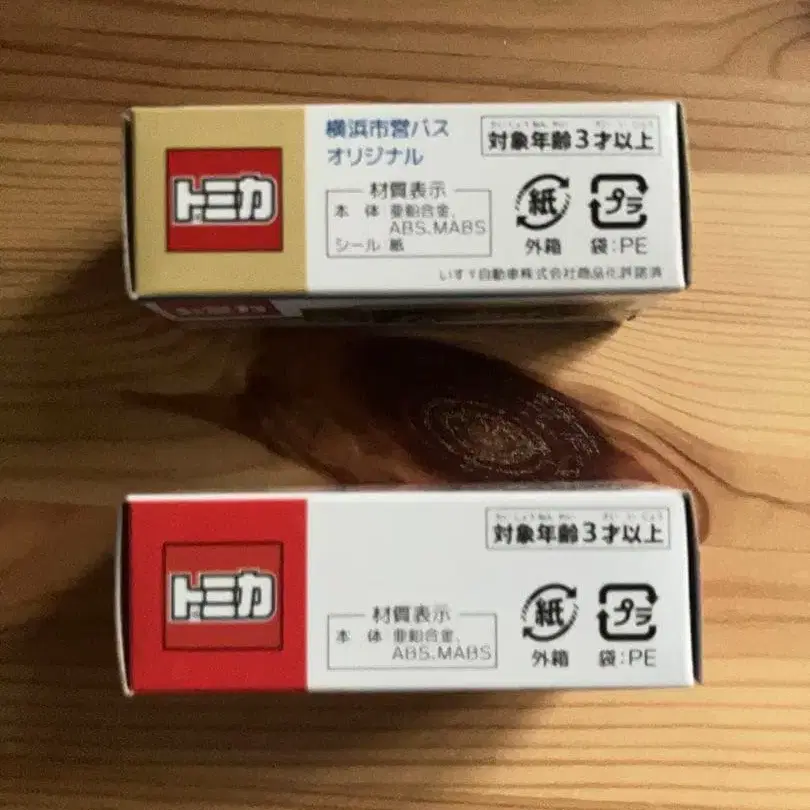 トミカ
横浜市営バス
オリジナル
対象年齢3才以上
材質表示
本 体 亜鉛合金、
ABS、MABS
シール 紙
紙
外箱
プラ
袋:PE
いすゞ自動車株式会社商品化許諾済
トミカ
トミカ
対象年齢3才以上
材質表示
本 体 亜鉛合金、
ABS、MABS
紙
外箱
プラ
袋:PE